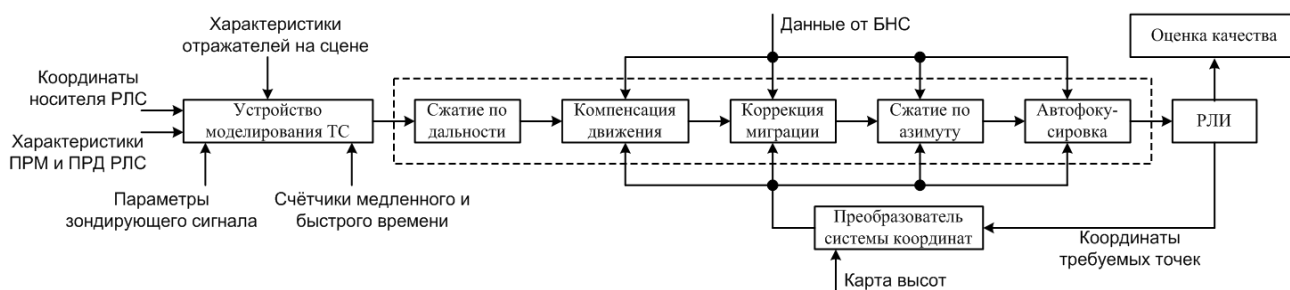 Характеристики
отражателей на сцене
Данные от БНС
Оценка качества
Координаты
носителя РЛС
Устройство
моделирования ТС
Сжатие по
дальности
Компенсация
движения
Коррекция
миграции
Сжатие по
азимуту
Автофоку-
сировка
РЛИ
Характеристики
ПРМ и ПРД РЛС
Параметры
зондирующего сигнала
Счётчики медленного и
быстрого времени
Преобразователь
системы координат
Координаты
требуемых точек
Карта высот